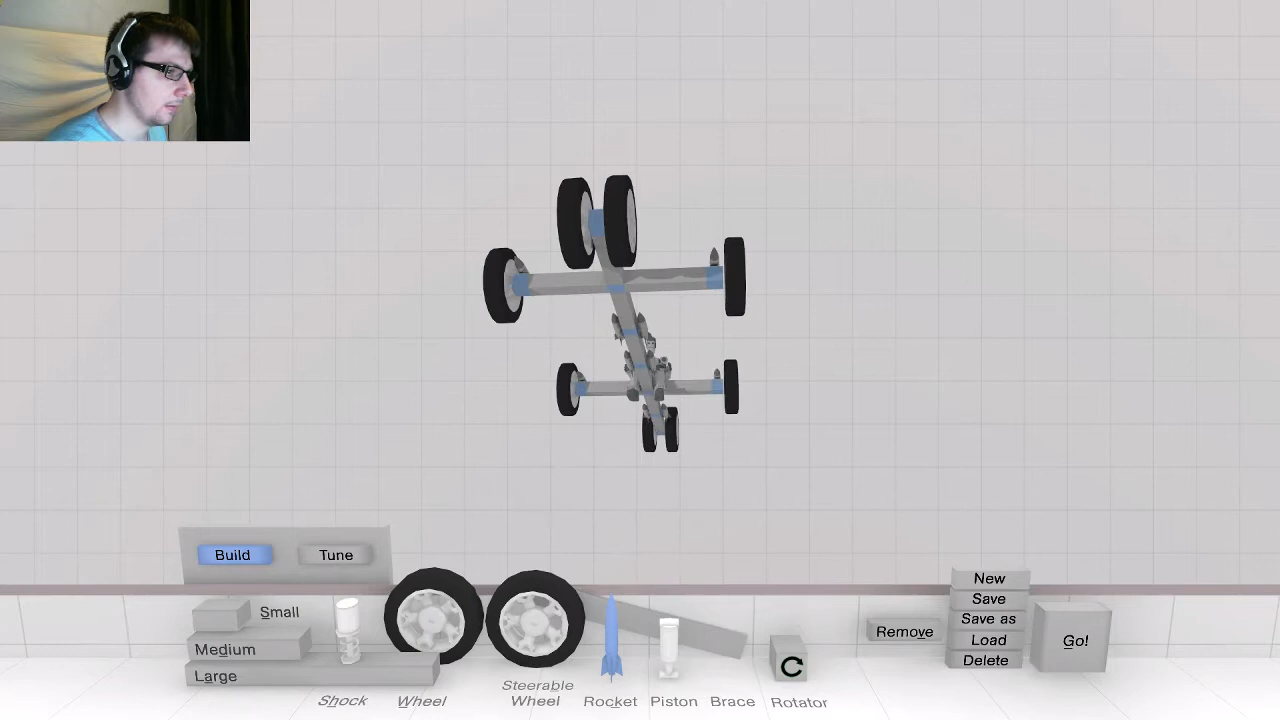 Build
Tune
Small
Medium
Large
Shock
Wheel
Steerable
Wheel
Rocket
Piston
Brace
Rotator
Remove
New
Save
Save as
Load
Delete
Go!